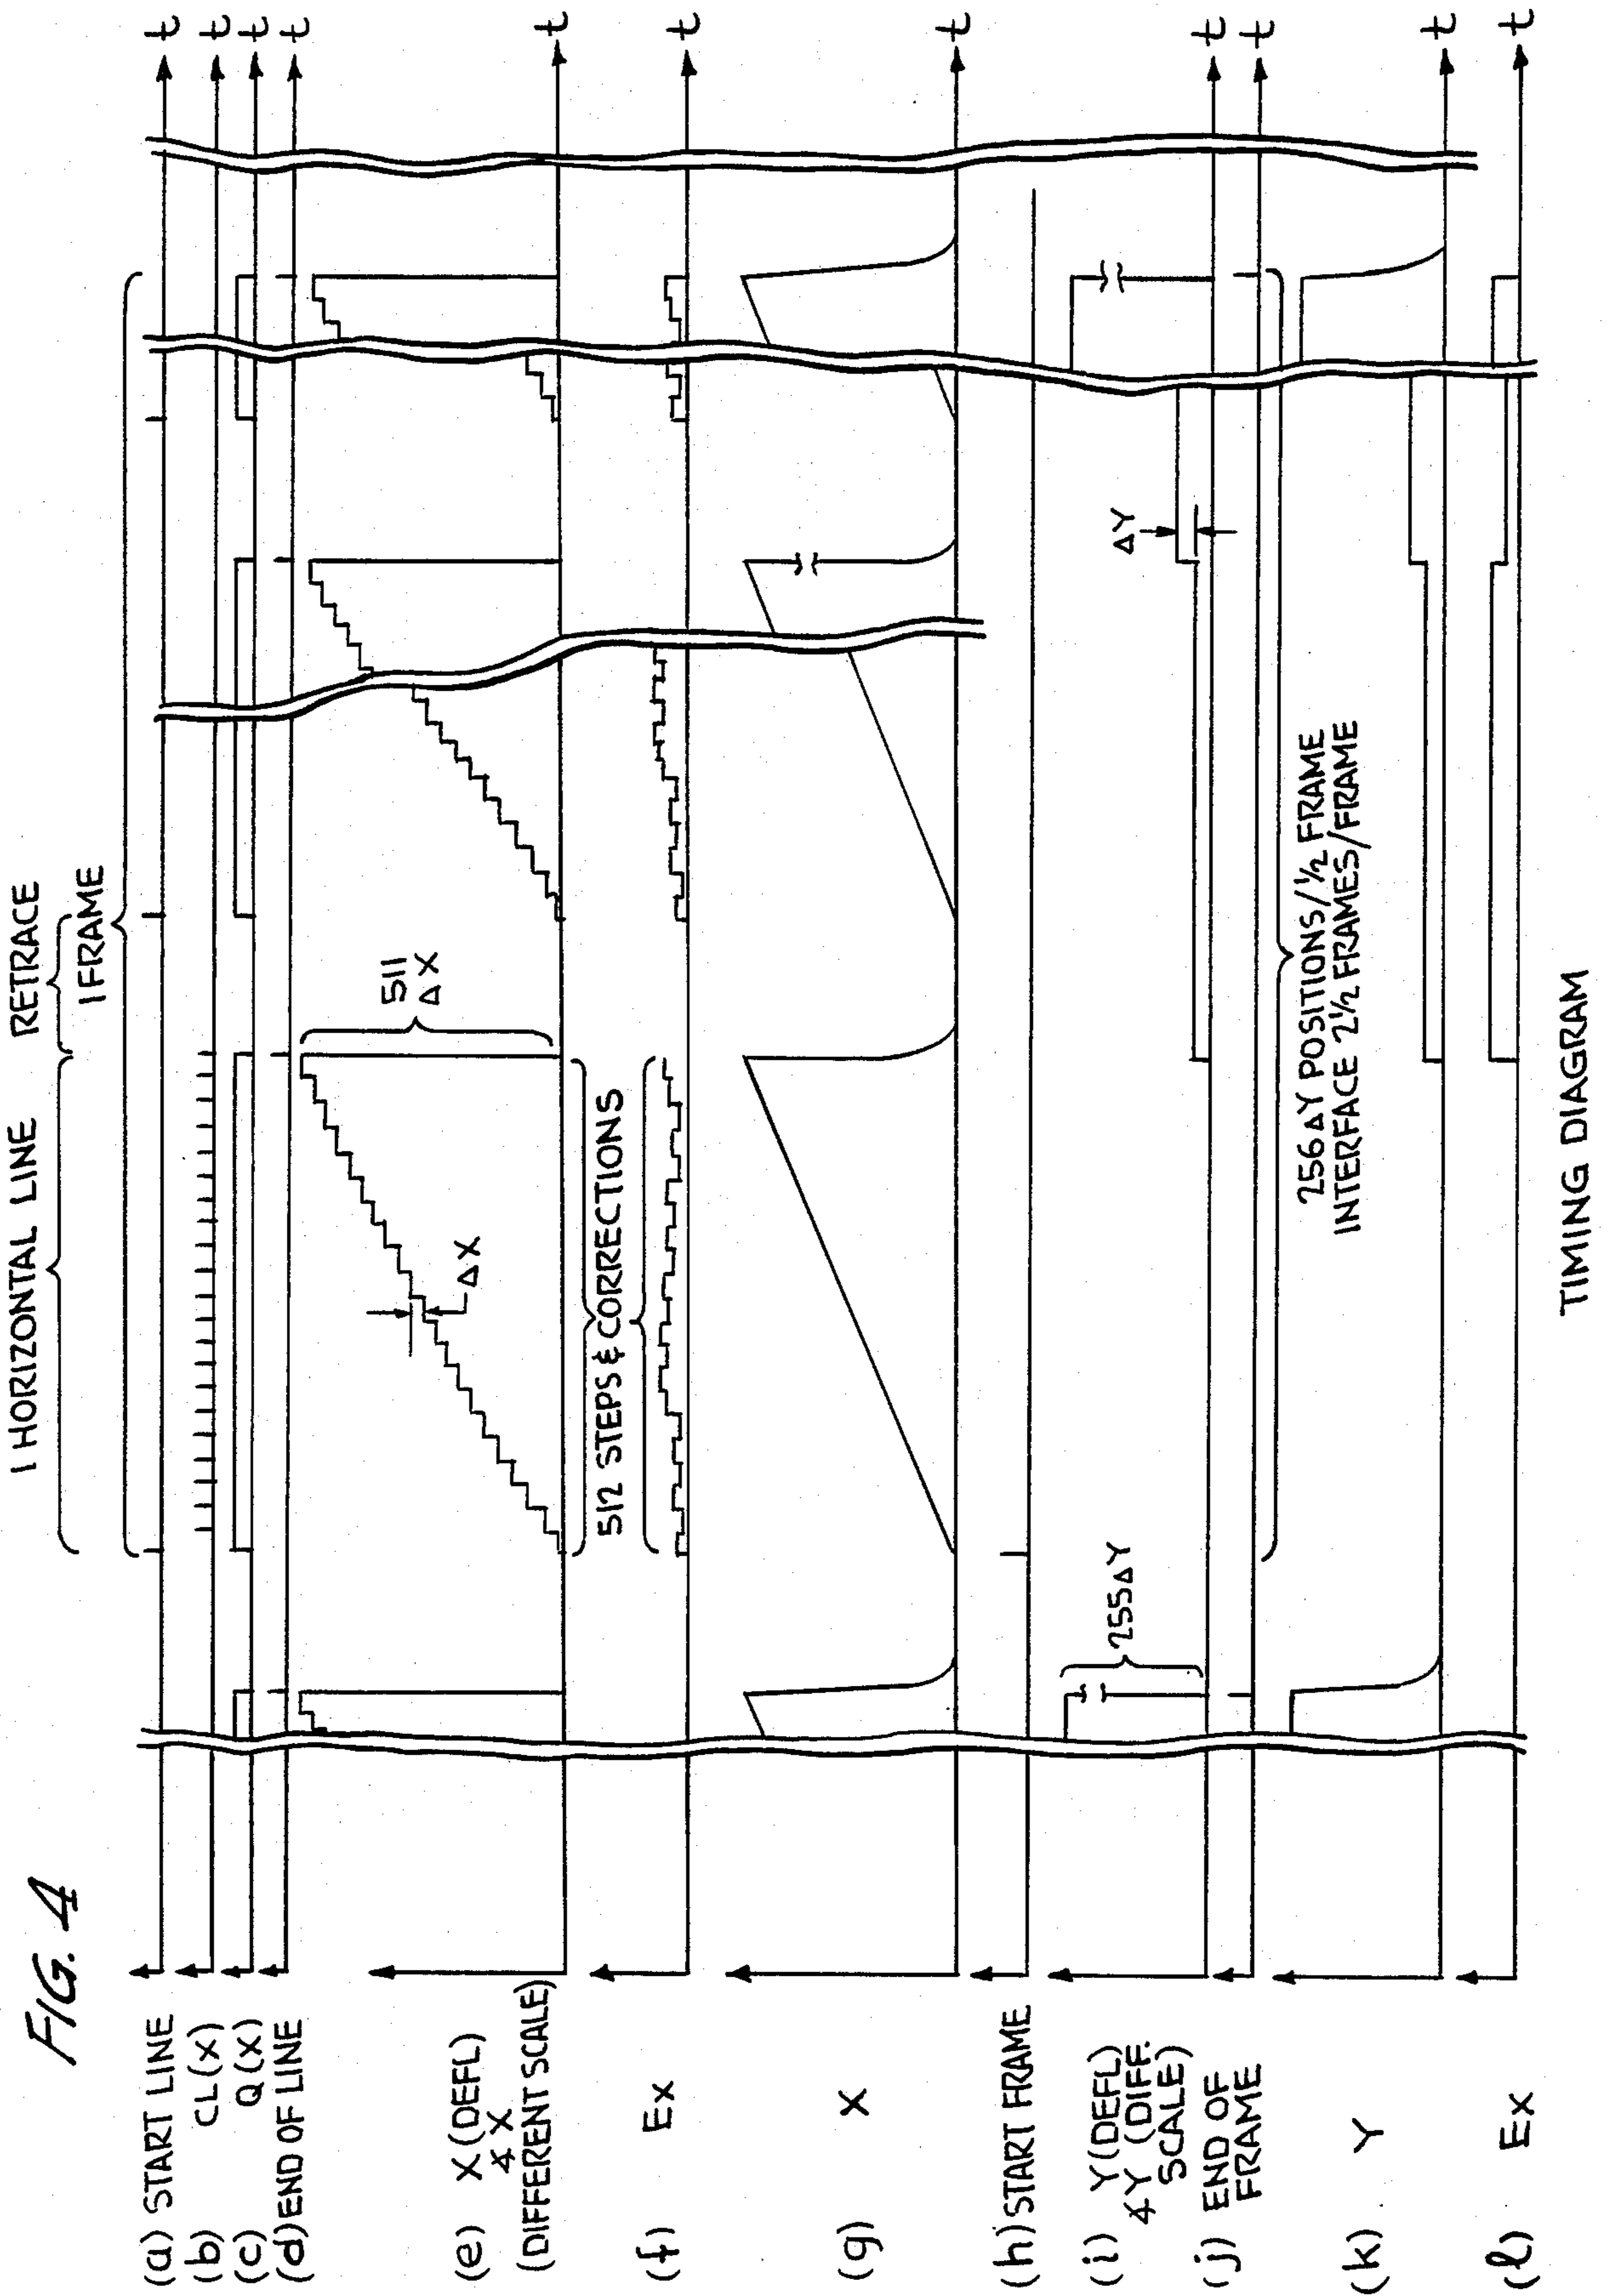 FIG. 4
1 HORIZONTAL LINE RETRACE
1 FRAME
(a) START LINE
(b) CL(X)
(c) Q(X)
(d) END OF LINE
(e) X(DEFL)
∡ X
(DIFFERENT SCALE)
(f) Ex
(g) X
(h) START FRAME
(i) Y(DEFL)
∡Y (DIFF.
SCALE)
(j) END OF
FRAME
(k) Y
(l) Ex
511
ΔX
ΔX
512 STEPS & CORRECTIONS
255ΔY
ΔY
256ΔY POSITIONS/½ FRAME
INTERFACE 2½ FRAMES/FRAME
t
t
t
t
t
t
t
t
t
t
t
TIMING DIAGRAM